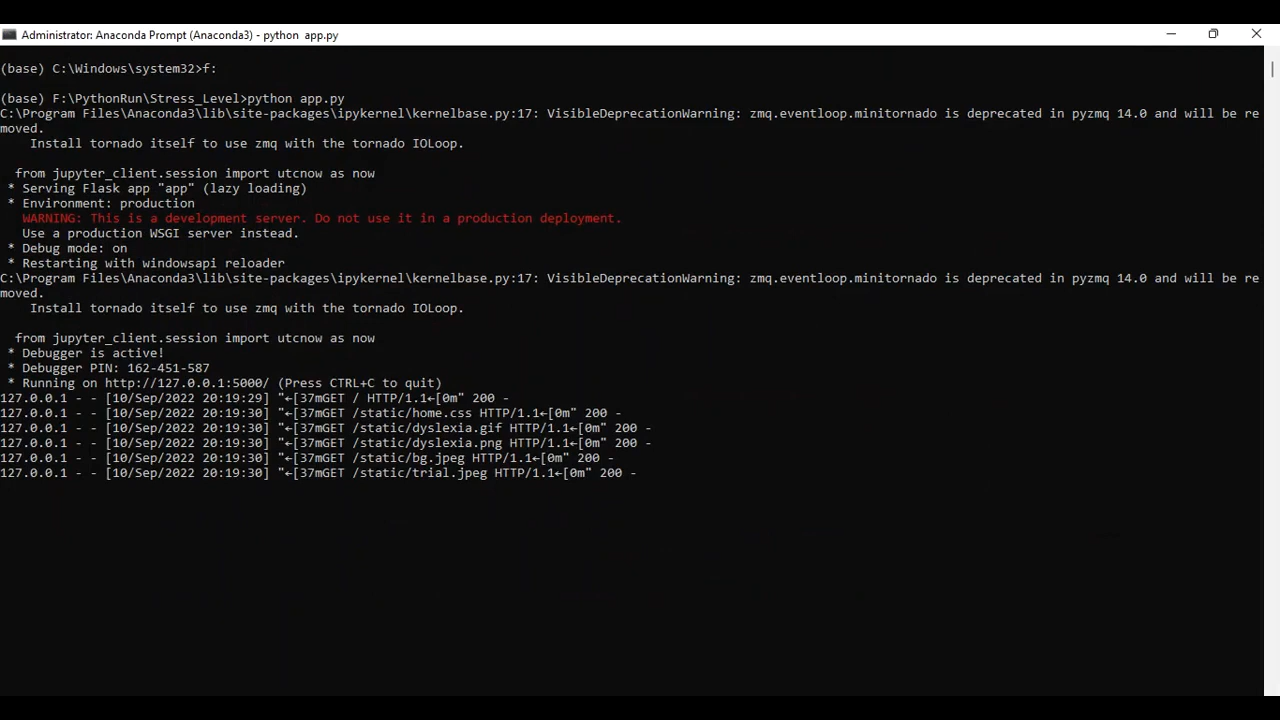 Administrator: Anaconda Prompt (Anaconda3) - python  app.py
(base) C:\Windows\system32>f:
(base) F:\PythonRun\Stress_Level>python app.py
C:\Program Files\Anaconda3\lib\site-packages\ipykernel\kernelbase.py:17: VisibleDeprecationWarning: zmq.eventloop.minitornado is deprecated in pyzmq 14.0 and will be re
moved.
    Install tornado itself to use zmq with the tornado IOLoop.
  from jupyter_client.session import utcnow as now
 * Serving Flask app "app" (lazy loading)
 * Environment: production
   WARNING: This is a development server. Do not use it in a production deployment.
   Use a production WSGI server instead.
 * Debug mode: on
 * Restarting with windowsapi reloader
C:\Program Files\Anaconda3\lib\site-packages\ipykernel\kernelbase.py:17: VisibleDeprecationWarning: zmq.eventloop.minitornado is deprecated in pyzmq 14.0 and will be re
moved.
    Install tornado itself to use zmq with the tornado IOLoop.
  from jupyter_client.session import utcnow as now
 * Debugger is active!
 * Debugger PIN: 162-451-587
 * Running on http://127.0.0.1:5000/ (Press CTRL+C to quit)
127.0.0.1 - - [10/Sep/2022 20:19:29] "←[37mGET / HTTP/1.1←[0m" 200 -
127.0.0.1 - - [10/Sep/2022 20:19:30] "←[37mGET /static/home.css HTTP/1.1←[0m" 200 -
127.0.0.1 - - [10/Sep/2022 20:19:30] "←[37mGET /static/dyslexia.gif HTTP/1.1←[0m" 200 -
127.0.0.1 - - [10/Sep/2022 20:19:30] "←[37mGET /static/dyslexia.png HTTP/1.1←[0m" 200 -
127.0.0.1 - - [10/Sep/2022 20:19:30] "←[37mGET /static/bg.jpeg HTTP/1.1←[0m" 200 -
127.0.0.1 - - [10/Sep/2022 20:19:30] "←[37mGET /static/trial.jpeg HTTP/1.1←[0m" 200 -